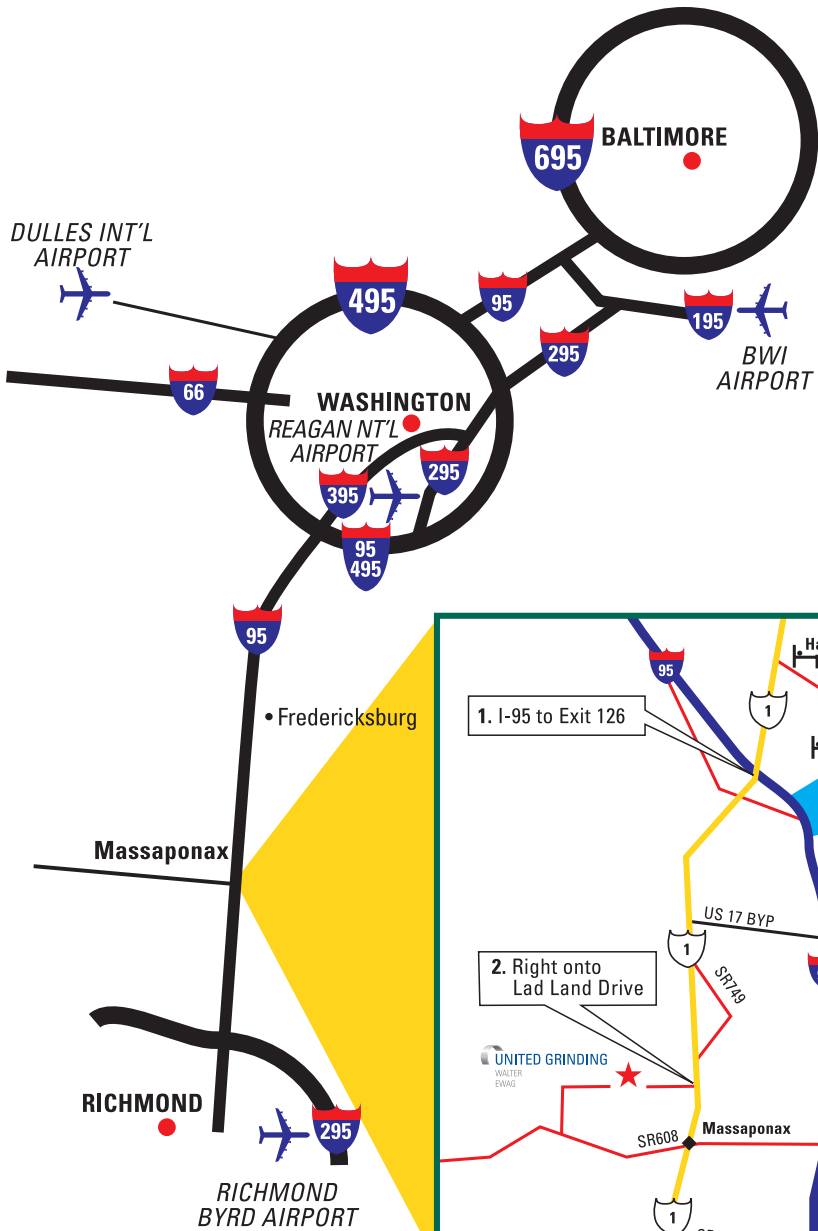 695
BALTIMORE
DULLES INT'L
AIRPORT
495
95
195
295
BWI
AIRPORT
66
WASHINGTON
REAGAN NT'L
AIRPORT
295
395
95
495
95
• Fredericksburg
Massaponax
RICHMOND
295
RICHMOND
BYRD AIRPORT
95
1
1. I-95 to Exit 126
US 17 BYP
1
2. Right onto
Lad Land Drive
SR749
UNITED GRINDING
WALTER
EWAG
SR608
Massaponax
1